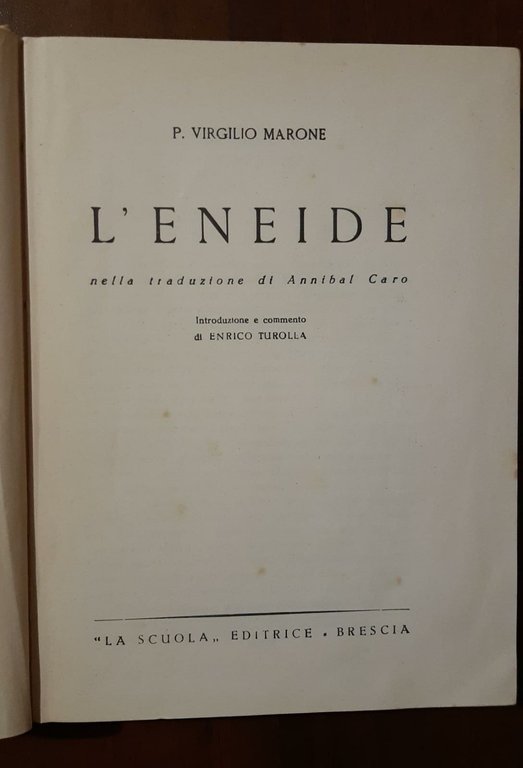 P. VIRGILIO MARONE
L'ENEIDE
nella traduzione di Annibal Caro
Introduzione e commento
di ENRICO TUROLLA
“LA SCUOLA„ EDITRICE . BRESCIA